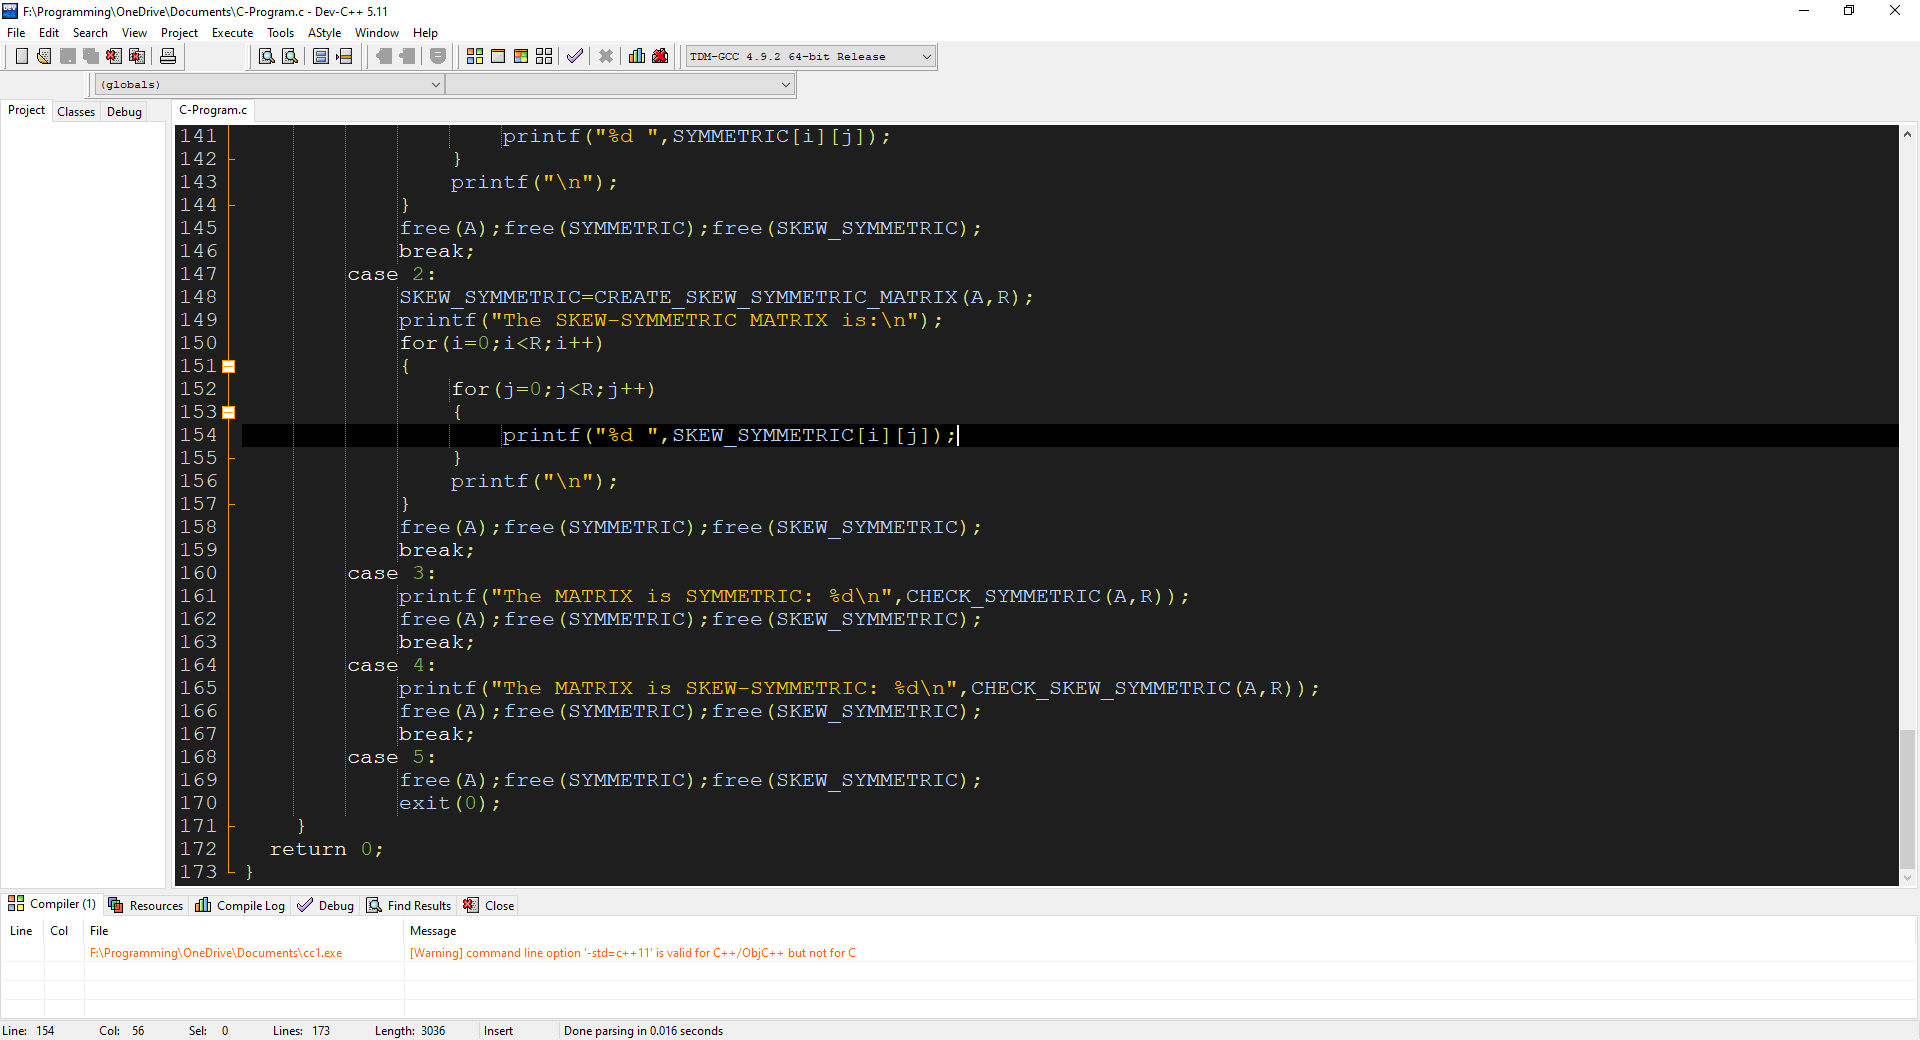 F:\Programming\OneDrive\Documents\C-Program.c - Dev-C++ 5.11
File Edit Search View Project Execute Tools AStyle Window Help
TDM-GCC 4.9.2 64-bit Release
(globals)
Project Classes Debug
C-Program.c
141 printf("%d ",SYMMETRIC[i][j]);
142 }
143 printf("\n");
144 }
145 free(A);free(SYMMETRIC);free(SKEW_SYMMETRIC);
146 break;
147 case 2:
148 SKEW_SYMMETRIC=CREATE_SKEW_SYMMETRIC_MATRIX(A,R);
149 printf("The SKEW-SYMMETRIC MATRIX is:\n");
150 for(i=0;i<R;i++)
151 {
152 for(j=0;j<R;j++)
153 {
154 printf("%d ",SKEW_SYMMETRIC[i][j]);
155 }
156 printf("\n");
157 }
158 free(A);free(SYMMETRIC);free(SKEW_SYMMETRIC);
159 break;
160 case 3:
161 printf("The MATRIX is SYMMETRIC: %d\n",CHECK_SYMMETRIC(A,R));
162 free(A);free(SYMMETRIC);free(SKEW_SYMMETRIC);
163 break;
164 case 4:
165 printf("The MATRIX is SKEW-SYMMETRIC: %d\n",CHECK_SKEW_SYMMETRIC(A,R));
166 free(A);free(SYMMETRIC);free(SKEW_SYMMETRIC);
167 break;
168 case 5:
169 free(A);free(SYMMETRIC);free(SKEW_SYMMETRIC);
170 exit(0);
171 }
172 return 0;
173 }
Compiler (1) Resources Compile Log Debug Find Results Close
Line Col File Message
F:\Programming\OneDrive\Documents\cc1.exe [Warning] command line option '-std=c++11' is valid for C++/ObjC++ but not for C
Line: 154 Col: 56 Sel: 0 Lines: 173 Length: 3036 Insert Done parsing in 0.016 seconds